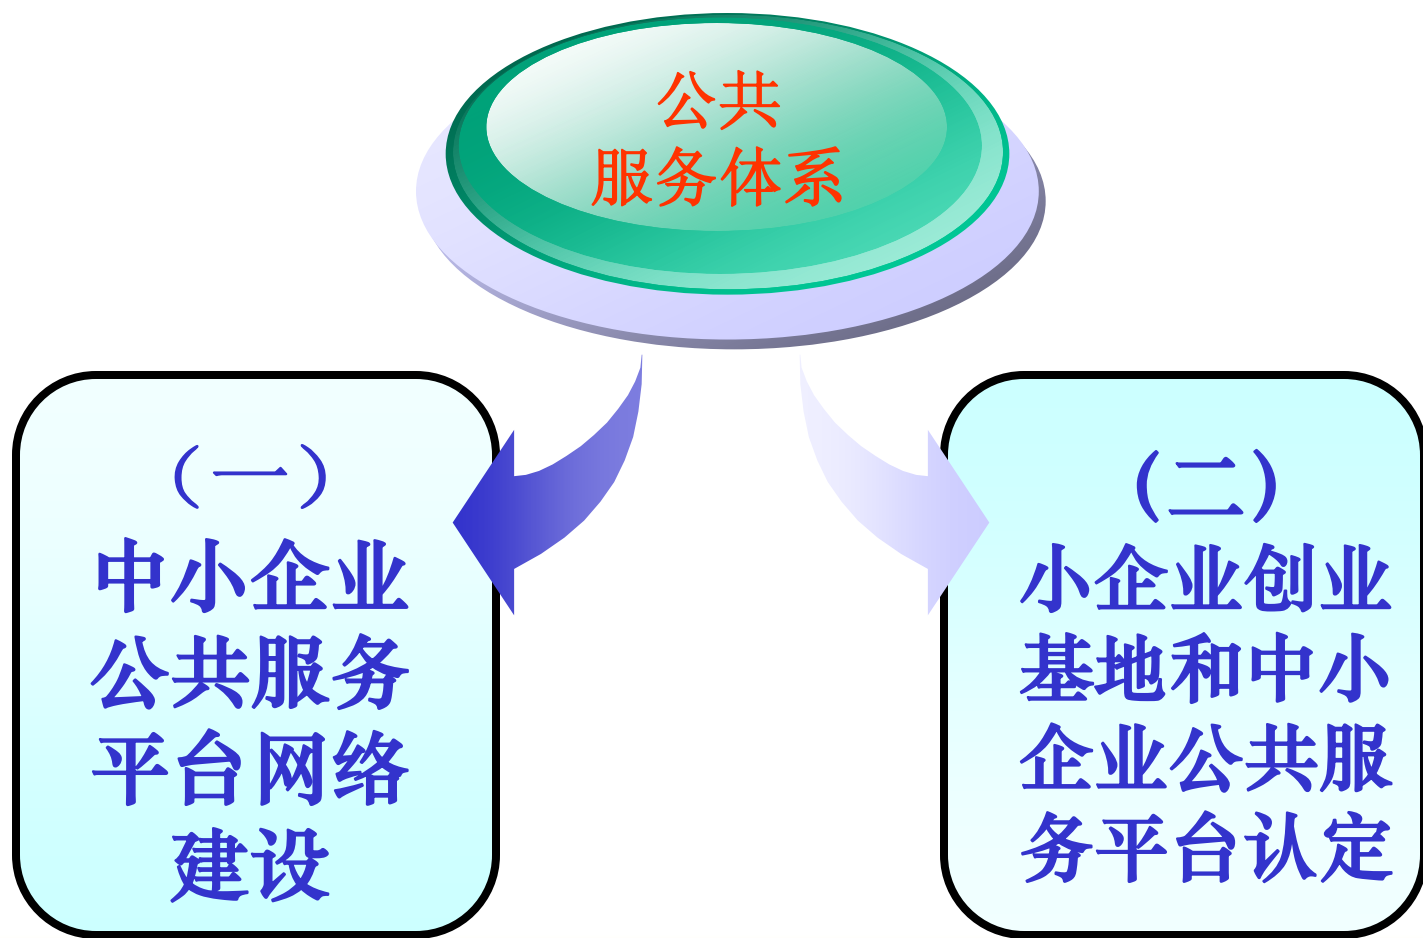 公共
服务体系
（一）
中小企业
公共服务
平台网络
建设
（二）
小企业创业
基地和中小
企业公共服
务平台认定